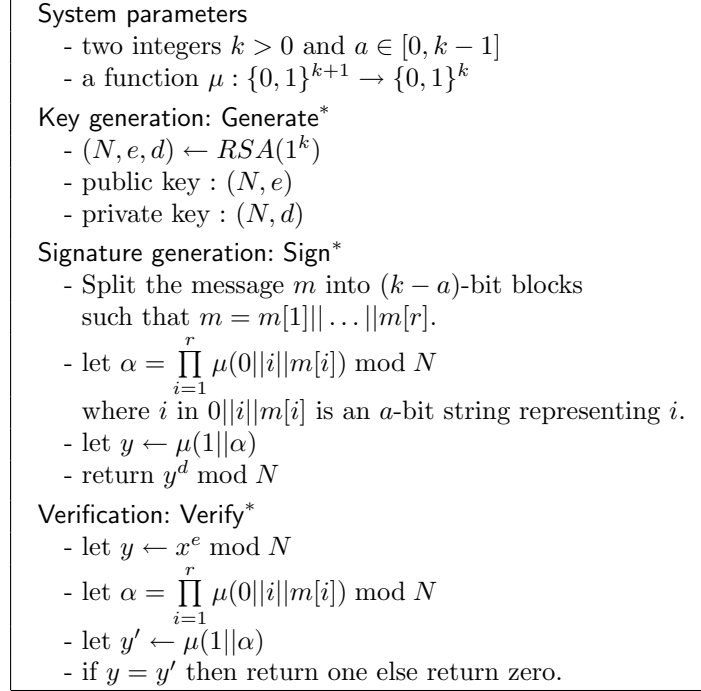 System parameters
- two integers k > 0 and a ∈ [0, k − 1]
- a function μ : {0, 1}^{k+1} → {0, 1}^k
Key generation: Generate*
- (N, e, d) ← RSA(1^k)
- public key : (N, e)
- private key : (N, d)
Signature generation: Sign*
- Split the message m into (k − a)-bit blocks
such that m = m[1]|| . . . ||m[r].
- let α = ∏_{i=1}^{r} μ(0||i||m[i]) mod N
where i in 0||i||m[i] is an a-bit string representing i.
- let y ← μ(1||α)
- return y^d mod N
Verification: Verify*
- let y ← x^e mod N
- let α = ∏_{i=1}^{r} μ(0||i||m[i]) mod N
- let y′ ← μ(1||α)
- if y = y′ then return one else return zero.